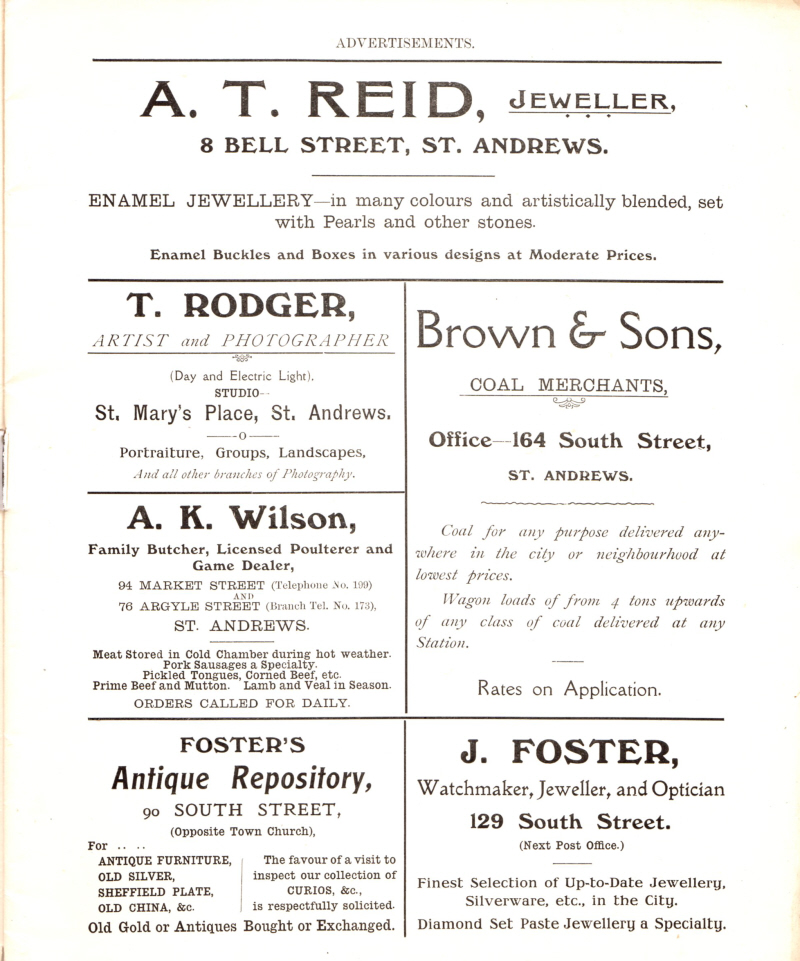 ADVERTISEMENTS.
A. T. REID, JEWELLER,
8 BELL STREET, ST. ANDREWS.
ENAMEL JEWELLERY—in many colours and artistically blended, set
with Pearls and other stones.
Enamel Buckles and Boxes in various designs at Moderate Prices.
T. RODGER,
ARTIST and PHOTOGRAPHER
(Day and Electric Light).
STUDIO--
St. Mary's Place, St. Andrews.
O
Portraiture, Groups, Landscapes,
And all other branches of Photography.
A. K. Wilson,
Family Butcher, Licensed Poulterer and
Game Dealer,
94 MARKET STREET (Telephone No. 199)
AND
76 ARGYLE STREET (Branch Tel. No. 173),
ST. ANDREWS.
Meat Stored in Cold Chamber during hot weather.
Pork Sausages a Specialty.
Pickled Tongues, Corned Beef, etc.
Prime Beef and Mutton. Lamb and Veal in Season.
ORDERS CALLED FOR DAILY.
Brown & Sons,
COAL MERCHANTS,
Office—164 South Street,
ST. ANDREWS.
Coal for any purpose delivered any-
where in the city or neighbourhood at
lowest prices.
Wagon loads of from 4 tons upwards
of any class of coal delivered at any
Station.
Rates on Application.
FOSTER'S
Antique Repository,
90 SOUTH STREET,
(Opposite Town Church),
For .. ..
ANTIQUE FURNITURE,
OLD SILVER,
SHEFFIELD PLATE,
OLD CHINA, &c.
The favour of a visit to
inspect our collection of
CURIOS, &c.,
is respectfully solicited.
Old Gold or Antiques Bought or Exchanged.
J. FOSTER,
Watchmaker, Jeweller, and Optician
129 South Street.
(Next Post Office.)
Finest Selection of Up-to-Date Jewellery,
Silverware, etc., in the City.
Diamond Set Paste Jewellery a Specialty.